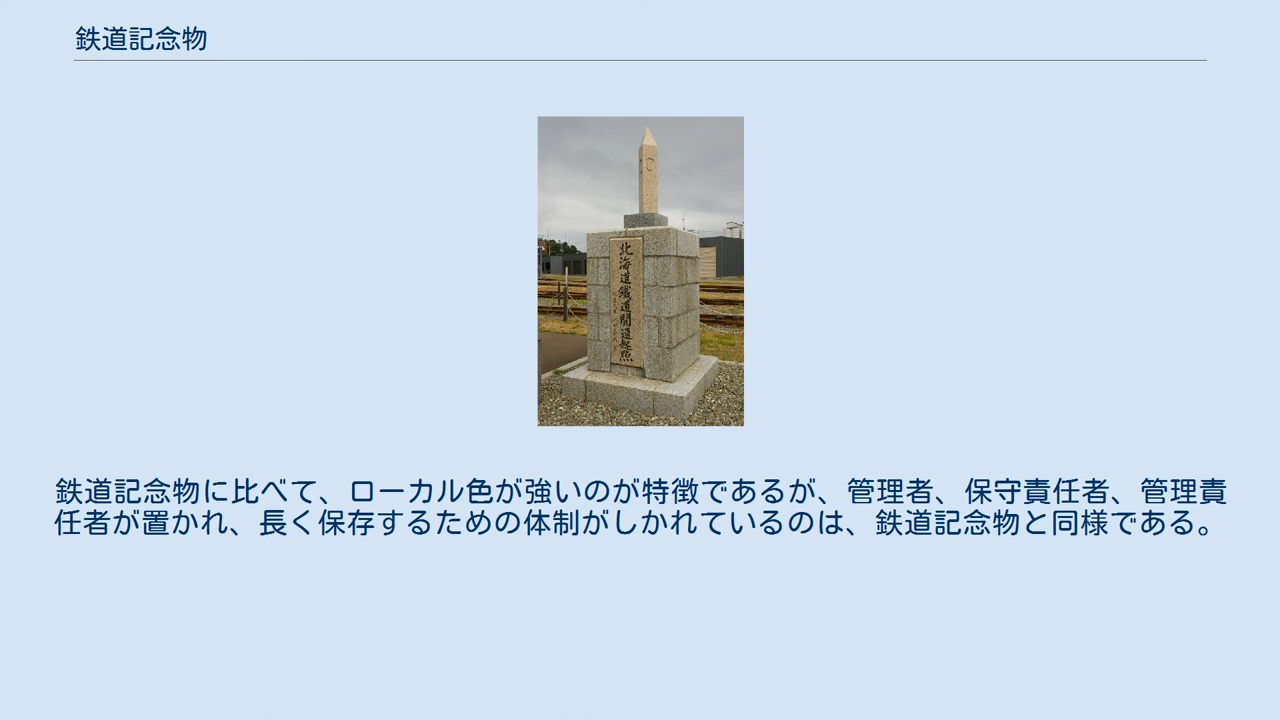 鉄道記念物
北海道鐵道開通起點
鉄道記念物に比べて、ローカル色が強いのが特徴であるが、管理者、保守責任者、管理責
任者が置かれ、長く保存するための体制がしかれているのは、鉄道記念物と同様である。